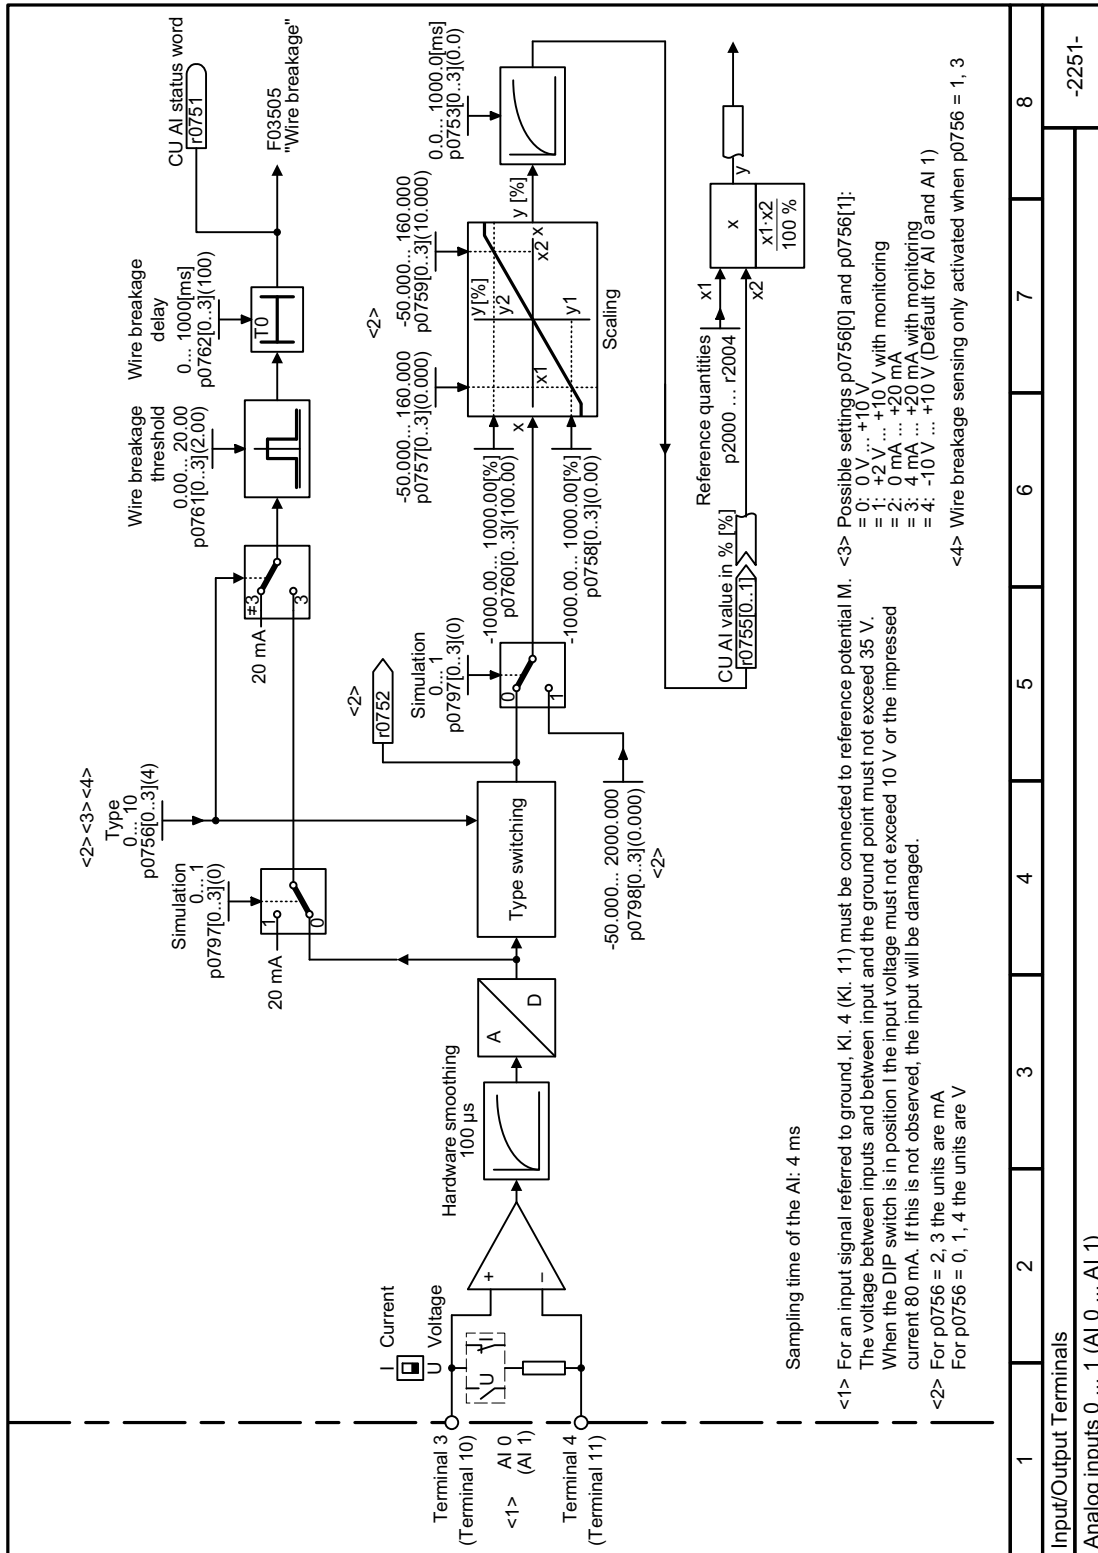 Terminal 3
(Terminal 10)
<1>
AI 0
(AI 1)
Terminal 4
(Terminal 11)
I
Current
U
Voltage
U
I
+
–
Hardware smoothing
100 µs
A
D
Simulation
0... 1
p0797[0..3](0)
20 mA
1
0
<2><3><4>
Type
0... 10
p0756[0..3](4)
Type switching
-50.000... 2000.000
p0798[0..3](0.000)
<2>
<2>
r0752
Simulation
0... 1
p0797[0..3](0)
0
1
20 mA
≠3
3
Wire breakage
threshold
0.00... 20.00
p0761[0..3](2.00)
Wire breakage
delay
0... 1000[ms]
p0762[0..3](100)
T
0
CU AI status word
r0751
F03505
"Wire breakage"
<2>
-50.000... 160.000
p0757[0..3](0.000)
-50.000... 160.000
p0759[0..3](10.000)
-1000.00... 1000.00[%]
p0760[0..3](100.00)
-1000.00... 1000.00[%]
p0758[0..3](0.00)
x
y [%]
y2
x1
x2
x
y1
Scaling
y [%]
0.0... 1000.0[ms]
p0753[0..3](0.0)
CU AI value in % [%]
r0755[0..1]
Reference quantities
p2000 ... r2004
x1
x2
x
x1·x2
100 %
y
Sampling time of the AI: 4 ms
<1> For an input signal referred to ground, Kl. 4 (Kl. 11) must be connected to reference potential M.
The voltage between inputs and between input and the ground point must not exceed 35 V.
When the DIP switch is in position I the input voltage must not exceed 10 V or the impressed
current 80 mA. If this is not observed, the input will be damaged.
<2> For p0756 = 2, 3 the units are mA
For p0756 = 0, 1, 4 the units are V
<3> Possible settings p0756[0] and p0756[1]:
= 0: 0 V ... +10 V
= 1: +2 V ... +10 V with monitoring
= 2: 0 mA ... +20 mA
= 3: 4 mA ... +20 mA with monitoring
= 4: -10 V ... +10 V (Default for AI 0 and AI 1)
<4> Wire breakage sensing only activated when p0756 = 1, 3
1 2 3 4 5 6 7 8
Input/Output Terminals
-2251-
Analog inputs 0 ... 1 (AI 0 ... AI 1)